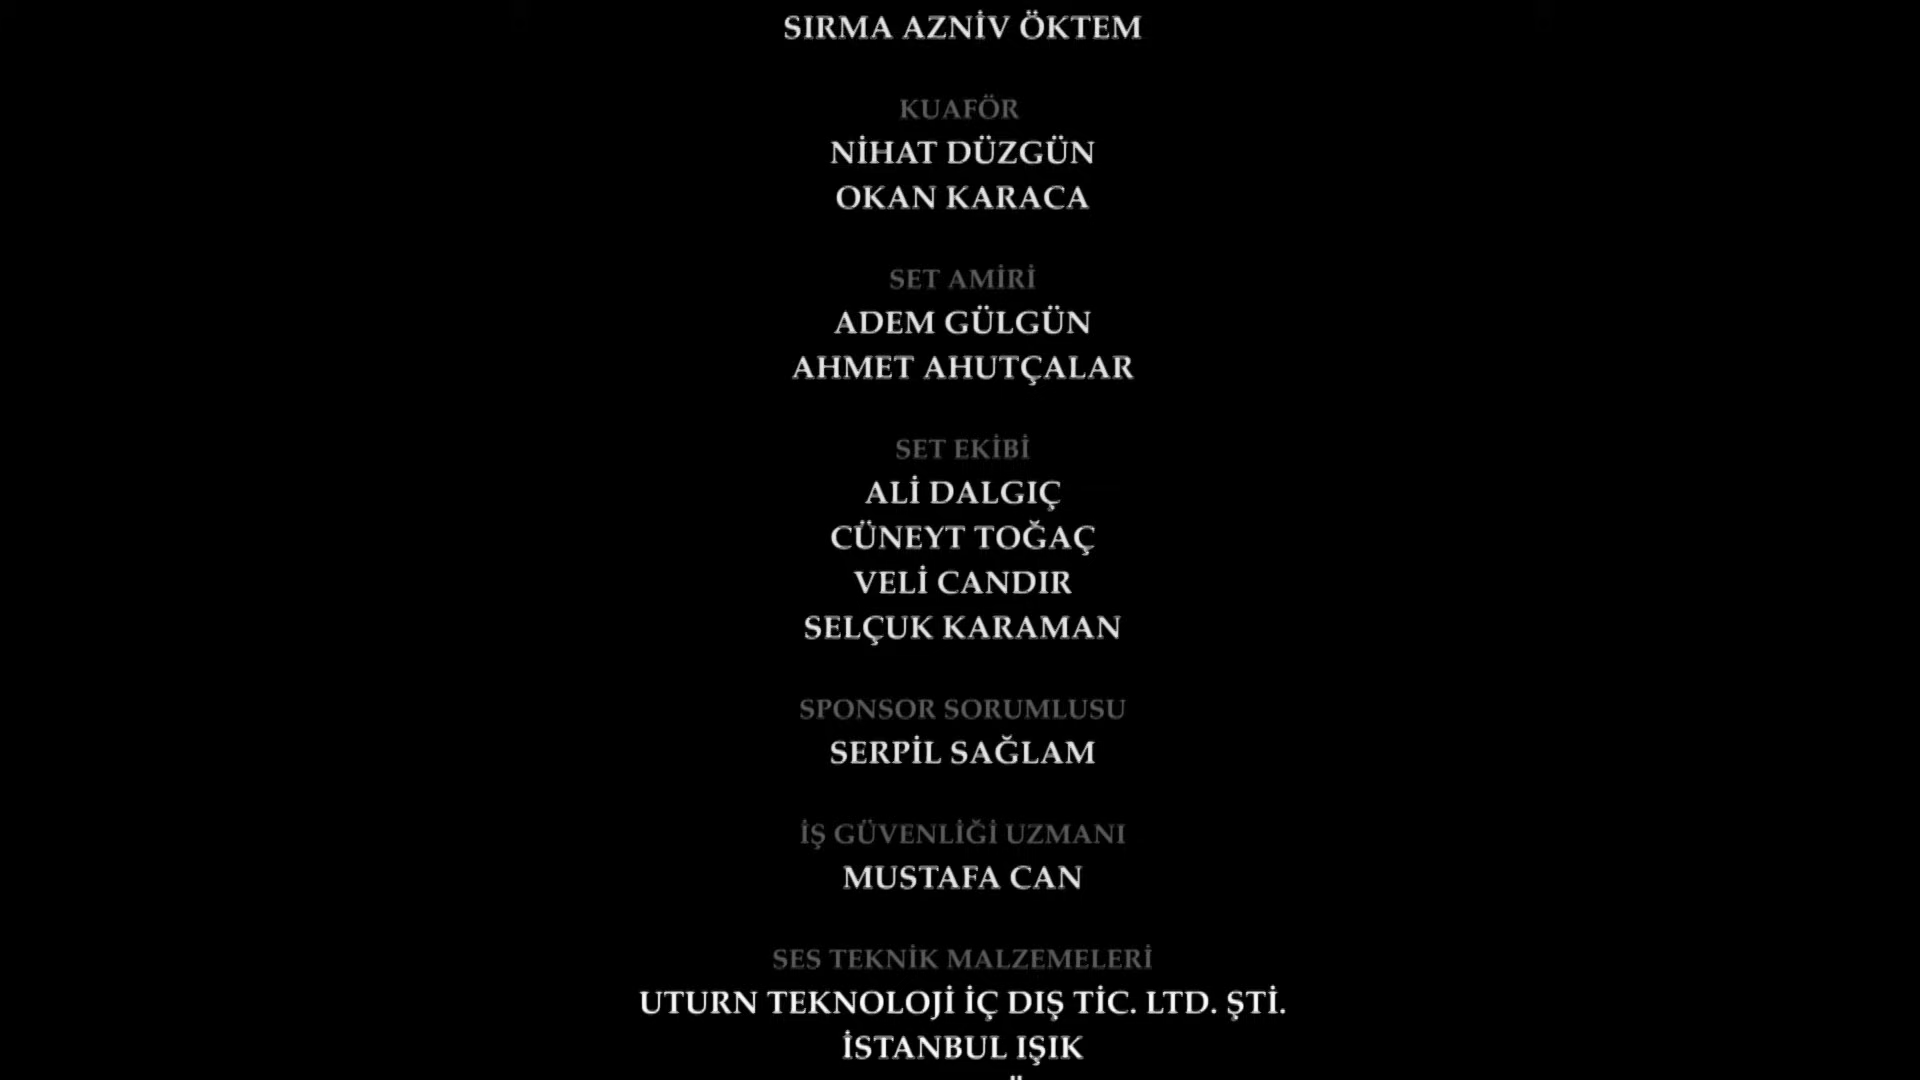 SIRMA AZNİV ÖKTEM
KUAFÖR
NİHAT DÜZGÜN
OKAN KARACA
SET AMİRİ
ADEM GÜLGÜN
AHMET AHUTÇALAR
SET EKİBİ
ALİ DALGIÇ
CÜNEYT TOĞAÇ
VELİ CANDIR
SELÇUK KARAMAN
SPONSOR SORUMLUSU
SERPİL SAĞLAM
İŞ GÜVENLİĞİ UZMANI
MUSTAFA CAN
SES TEKNİK MALZEMELERİ
UTURN TEKNOLOJİ İÇ DIŞ TİC. LTD. ŞTİ.
İSTANBUL IŞIK